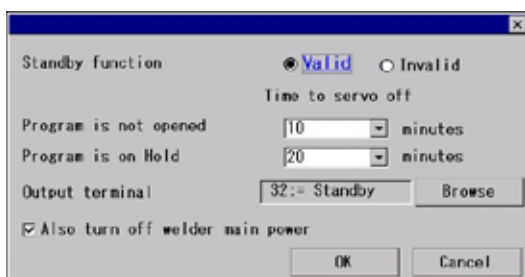 Standby function Valid Invalid
Time to servo off
Program is not opened 10 minutes
Program is on Hold 20 minutes
Output terminal 32:= Standby Browse
Also turn off welder main power
OK Cancel